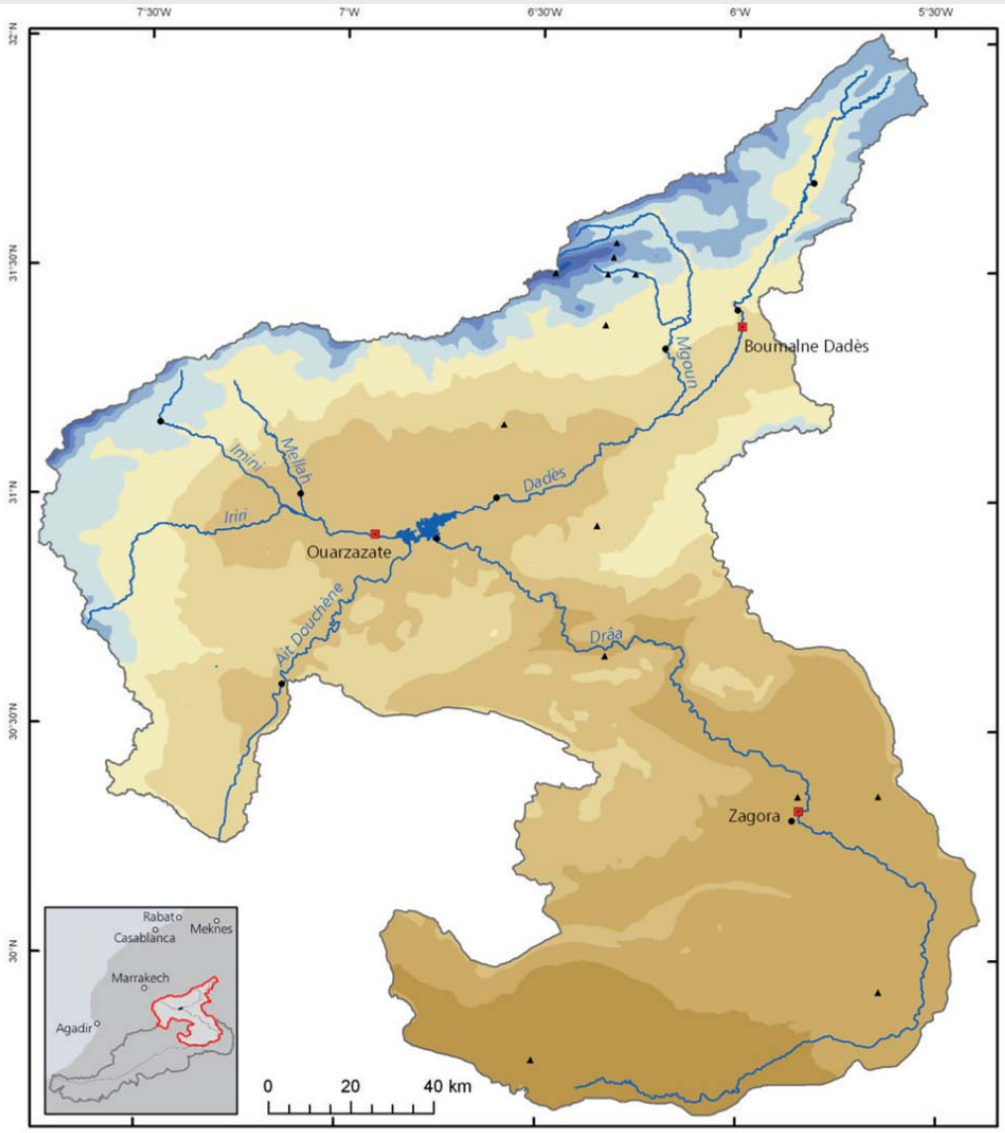 7°30'W 7°W 6°30'W 6°W 5°30'W
32°N
31°30'N
31°N
30°30'N
30°N
Boumalne Dadès
Mgoun
Mellah
Imini
Iriri
Dadès
Ouarzazate
Ait Douchène
Drâa
Zagora
Rabat
Meknes
Casablanca
Marrakech
Agadir
0 20 40 km